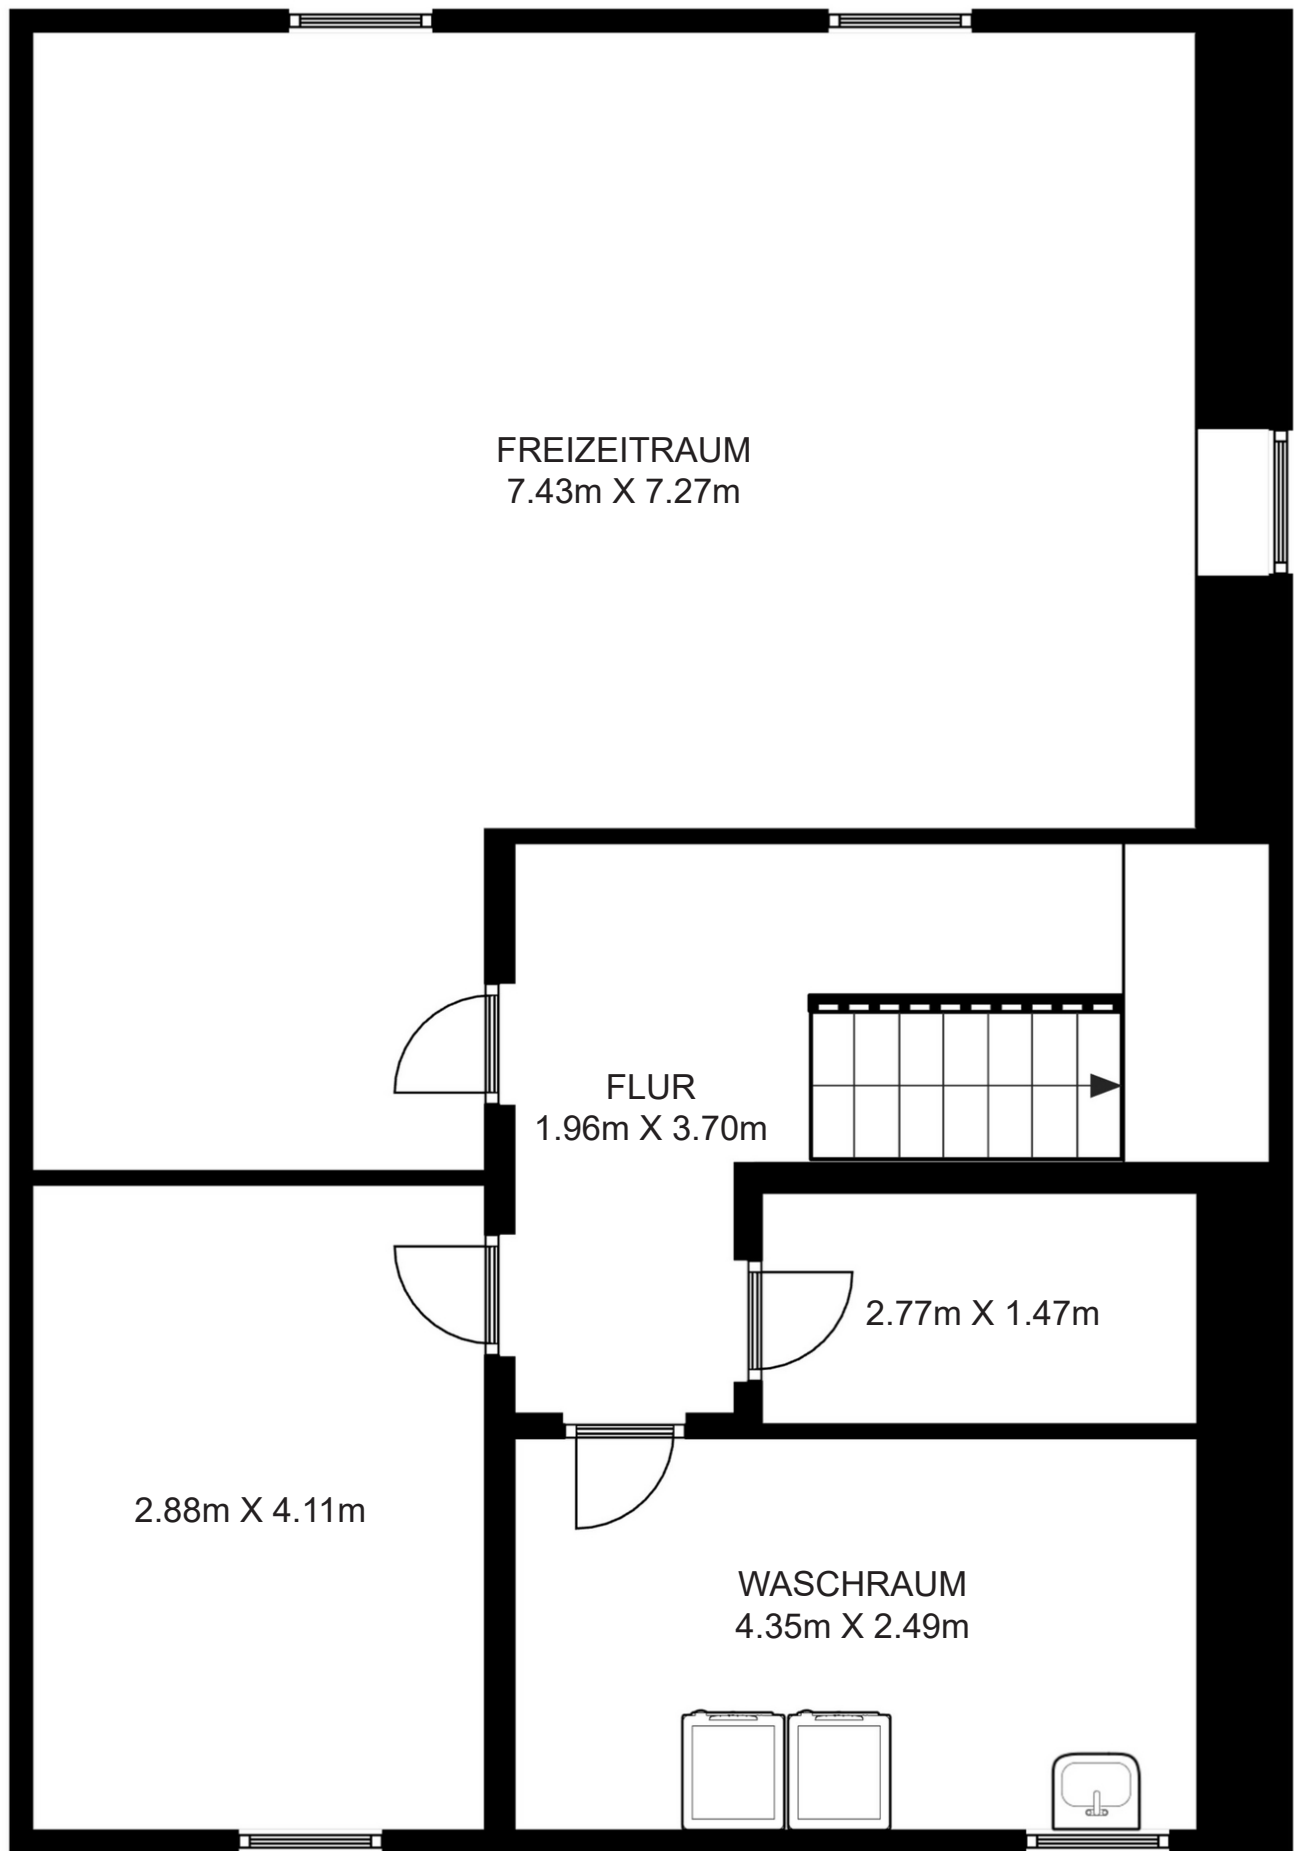 FREIZEITRAUM
7.43m X 7.27m
FLUR
1.96m X 3.70m
2.77m X 1.47m
2.88m X 4.11m
WASCHRAUM
4.35m X 2.49m